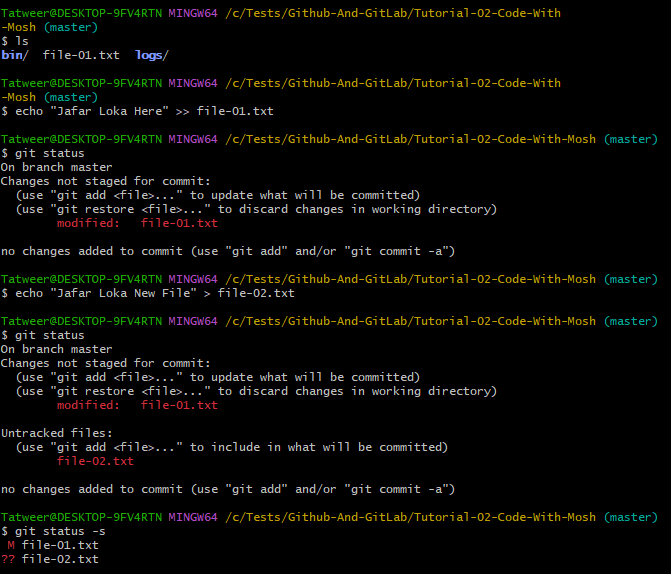 Tatweer@DESKTOP-9FV4RTN MINGW64 /c/Tests/Github-And-GitLab/Tutorial-02-Code-With
-Mosh (master)
$ ls
bin/  file-01.txt  logs/

Tatweer@DESKTOP-9FV4RTN MINGW64 /c/Tests/Github-And-GitLab/Tutorial-02-Code-With
-Mosh (master)
$ echo "Jafar Loka Here" >> file-01.txt

Tatweer@DESKTOP-9FV4RTN MINGW64 /c/Tests/Github-And-GitLab/Tutorial-02-Code-With-Mosh (master)
$ git status
On branch master
Changes not staged for commit:
  (use "git add <file>..." to update what will be committed)
  (use "git restore <file>..." to discard changes in working directory)
        modified:   file-01.txt

no changes added to commit (use "git add" and/or "git commit -a")

Tatweer@DESKTOP-9FV4RTN MINGW64 /c/Tests/Github-And-GitLab/Tutorial-02-Code-With-Mosh (master)
$ echo "Jafar Loka New File" > file-02.txt

Tatweer@DESKTOP-9FV4RTN MINGW64 /c/Tests/Github-And-GitLab/Tutorial-02-Code-With-Mosh (master)
$ git status
On branch master
Changes not staged for commit:
  (use "git add <file>..." to update what will be committed)
  (use "git restore <file>..." to discard changes in working directory)
        modified:   file-01.txt

Untracked files:
  (use "git add <file>..." to include in what will be committed)
        file-02.txt

no changes added to commit (use "git add" and/or "git commit -a")

Tatweer@DESKTOP-9FV4RTN MINGW64 /c/Tests/Github-And-GitLab/Tutorial-02-Code-With-Mosh (master)
$ git status -s
 M file-01.txt
?? file-02.txt